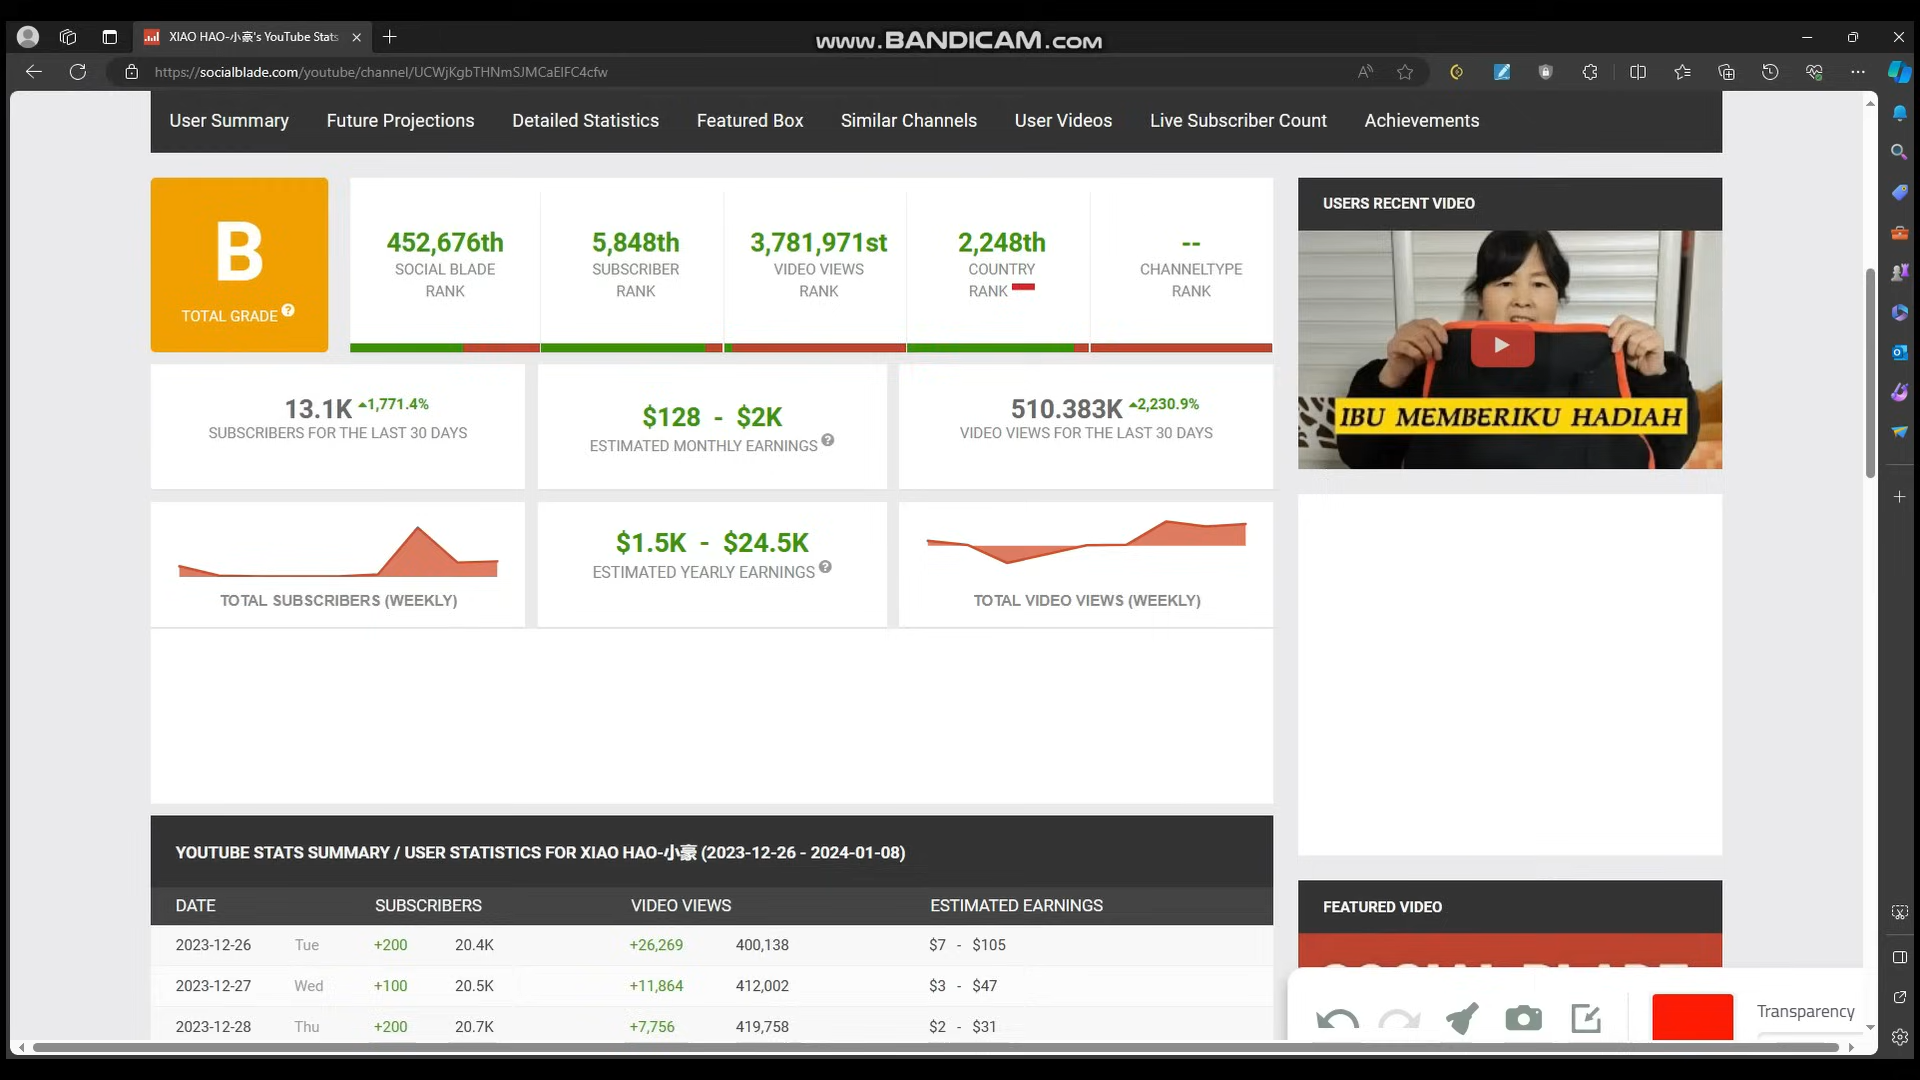 XIAO HAO-小豪's YouTube Stats
www.BANDICAM.com
https://socialblade.com/youtube/channel/UCWjKgbTHNmSJMCaElFC4cfw
User Summary Future Projections Detailed Statistics Featured Box Similar Channels User Videos Live Subscriber Count Achievements
B
TOTAL GRADE
452,676th
SOCIAL BLADE
RANK
5,848th
SUBSCRIBER
RANK
3,781,971st
VIDEO VIEWS
RANK
2,248th
COUNTRY
RANK
--
CHANNELTYPE
RANK
USERS RECENT VIDEO
IBU MEMBERIKU HADIAH
13.1K 1,771.4%
SUBSCRIBERS FOR THE LAST 30 DAYS
$128 - $2K
ESTIMATED MONTHLY EARNINGS
510.383K 2,230.9%
VIDEO VIEWS FOR THE LAST 30 DAYS
TOTAL SUBSCRIBERS (WEEKLY)
$1.5K - $24.5K
ESTIMATED YEARLY EARNINGS
TOTAL VIDEO VIEWS (WEEKLY)
YOUTUBE STATS SUMMARY / USER STATISTICS FOR XIAO HAO-小豪 (2023-12-26 - 2024-01-08)
DATE SUBSCRIBERS VIDEO VIEWS ESTIMATED EARNINGS
2023-12-26 Tue +200 20.4K +26,269 400,138 $7 - $105
2023-12-27 Wed +100 20.5K +11,864 412,002 $3 - $47
2023-12-28 Thu +200 20.7K +7,756 419,758 $2 - $31
FEATURED VIDEO
Transparency